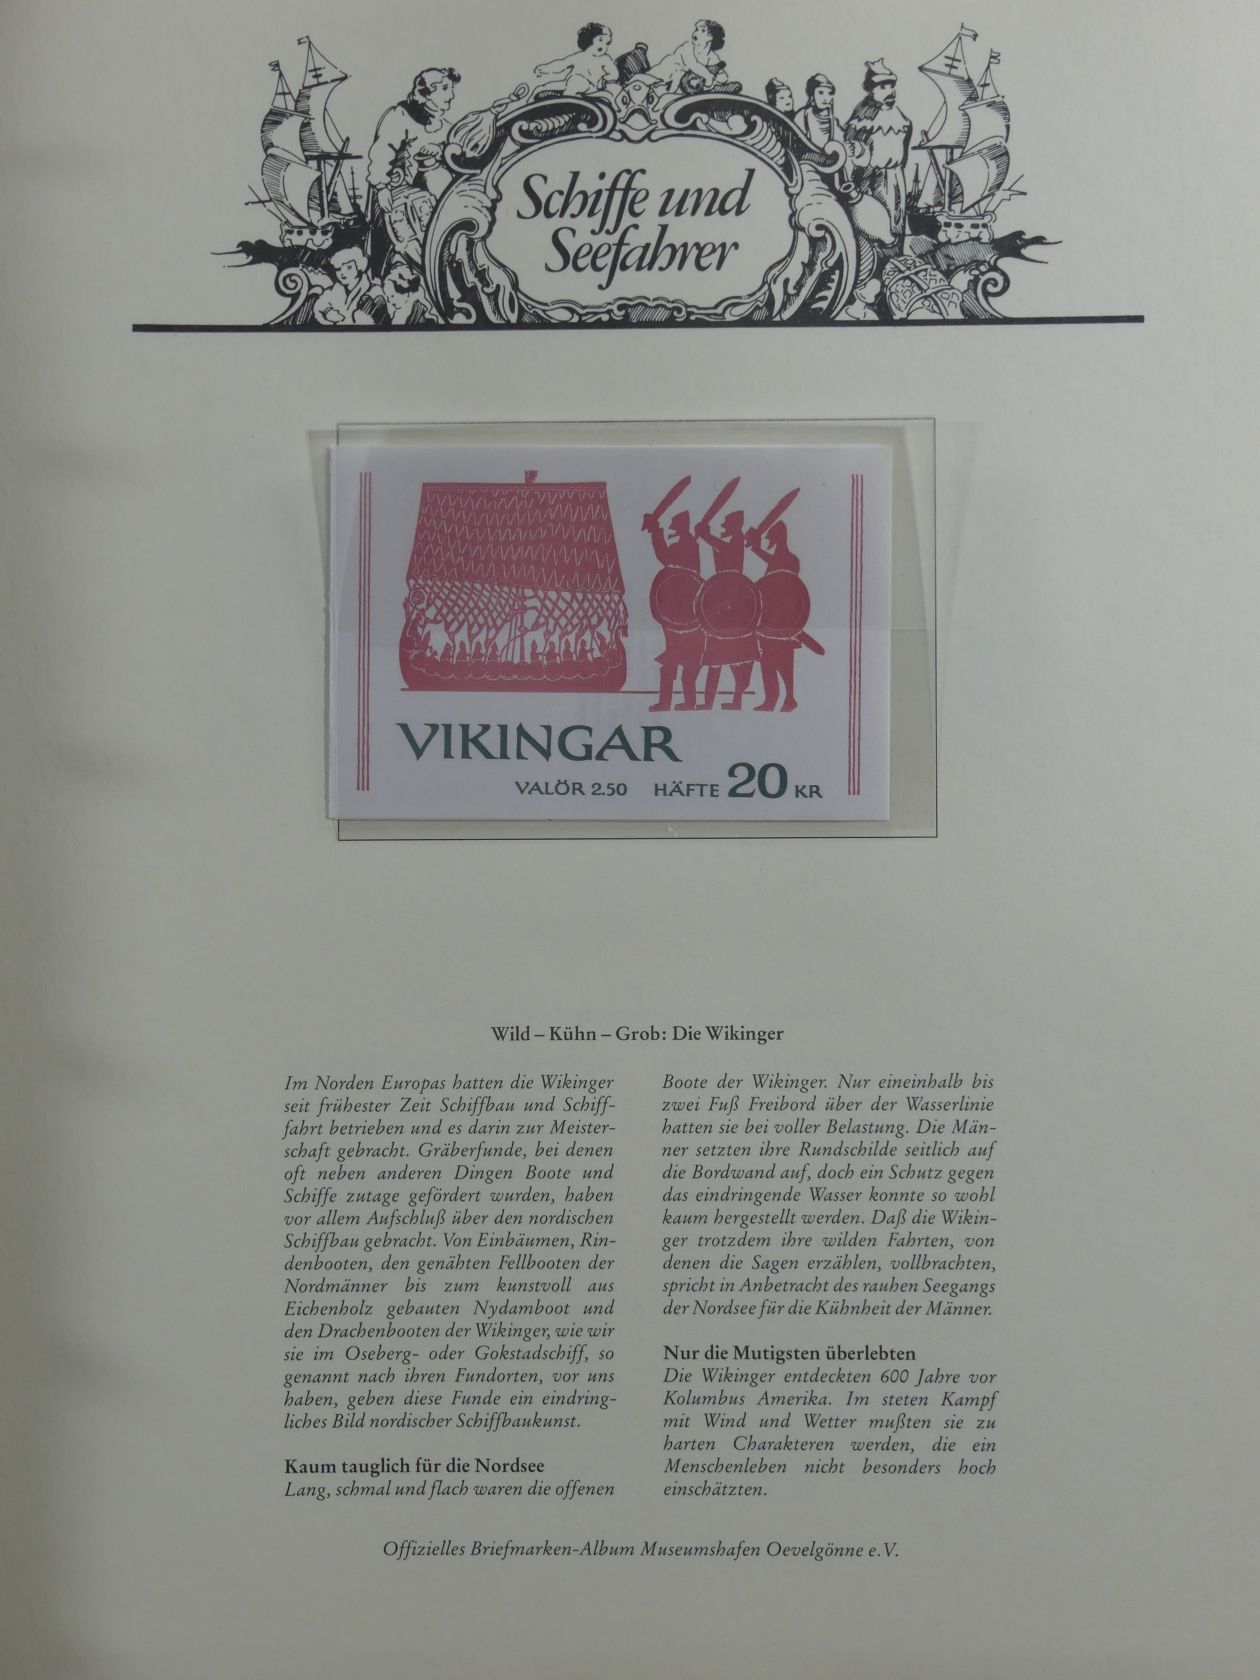 Schiffe und
Seefahrer
VIKINGAR
VALÖR 2.50 HÄFTE 20 KR
Wild – Kühn – Grob: Die Wikinger
Im Norden Europas hatten die Wikinger
seit frühester Zeit Schiffbau und Schiff-
fahrt betrieben und es darin zur Meister-
schaft gebracht. Gräberfunde, bei denen
oft neben anderen Dingen Boote und
Schiffe zutage gefördert wurden, haben
vor allem Aufschluß über den nordischen
Schiffbau gebracht. Von Einbäumen, Rin-
denbooten, den genähten Fellbooten der
Nordmänner bis zum kunstvoll aus
Eichenholz gebauten Nydamboot und
den Drachenbooten der Wikinger, wie wir
sie im Oseberg- oder Gokstadschiff, so
genannt nach ihren Fundorten, vor uns
haben, geben diese Funde ein eindring-
liches Bild nordischer Schiffbaukunst.
Kaum tauglich für die Nordsee
Lang, schmal und flach waren die offenen
Boote der Wikinger. Nur eineinhalb bis
zwei Fuß Freibord über der Wasserlinie
hatten sie bei voller Belastung. Die Män-
ner setzten ihre Rundschilde seitlich auf
die Bordwand auf, doch ein Schutz gegen
das eindringende Wasser konnte so wohl
kaum hergestellt werden. Daß die Wikin-
ger trotzdem ihre wilden Fahrten, von
denen die Sagen erzählen, vollbrachten,
spricht in Anbetracht des rauhen Seegangs
der Nordsee für die Kühnheit der Männer.
Nur die Mutigsten überlebten
Die Wikinger entdeckten 600 Jahre vor
Kolumbus Amerika. Im steten Kampf
mit Wind und Wetter mußten sie zu
harten Charakteren werden, die ein
Menschenleben nicht besonders hoch
einschätzten.
Offizielles Briefmarken-Album Museumshafen Oevelgönne e.V.